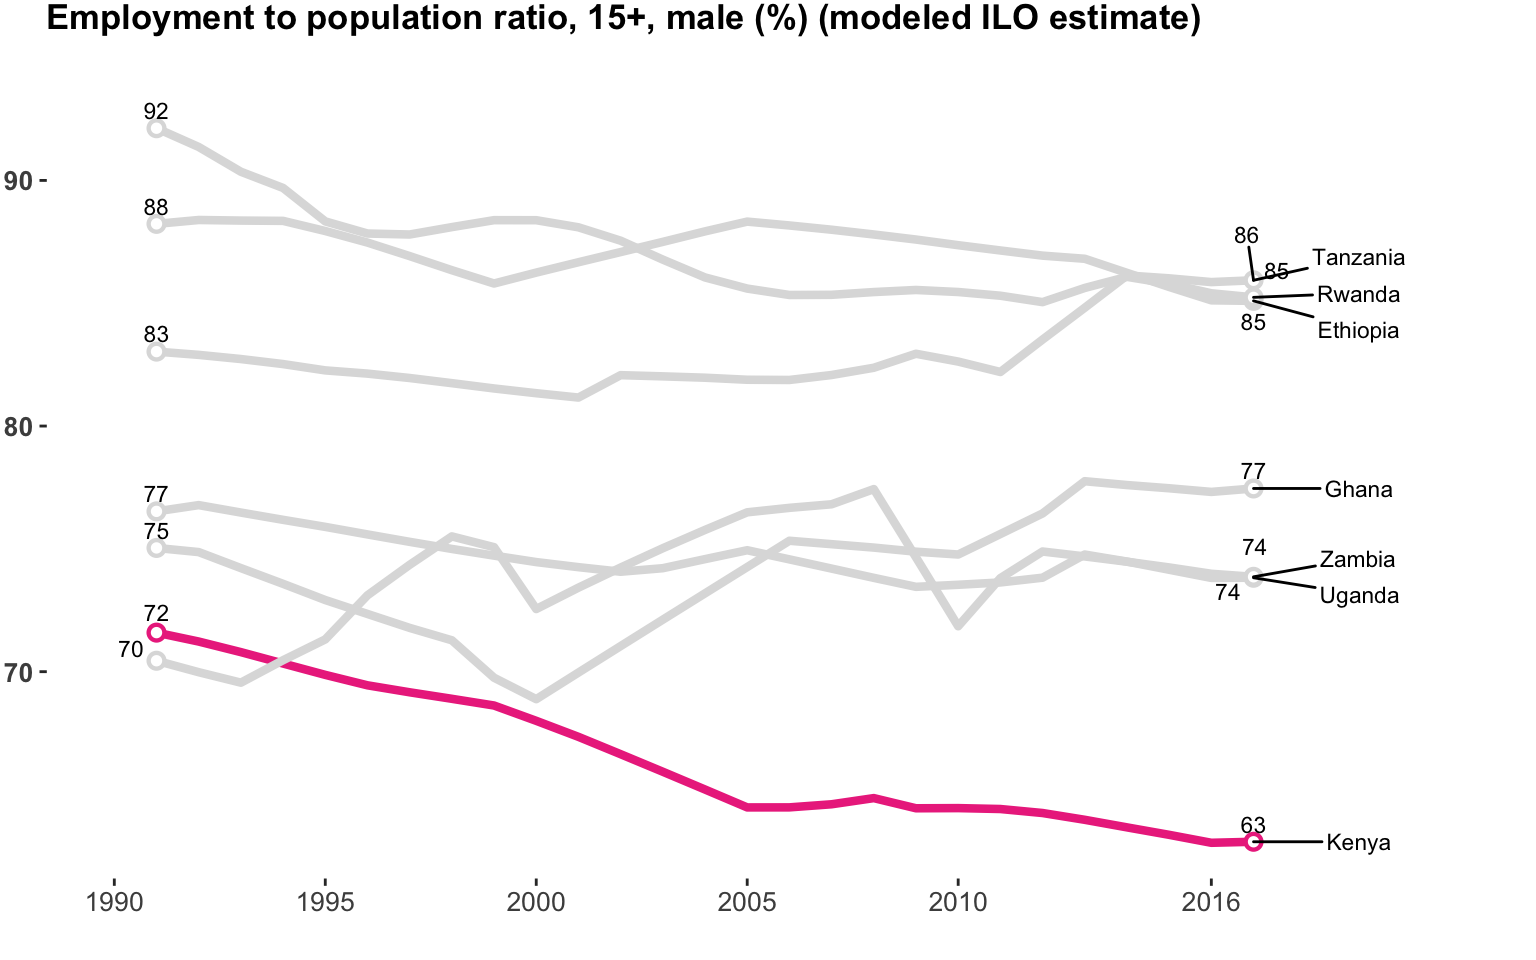 Employment to population ratio, 15+, male (%) (modeled ILO estimate)
92
90
88
86
Tanzania
85
Rwanda
85
Ethiopia
83
80
77
77
Ghana
75
74
Zambia
74
Uganda
72
70
70
63
Kenya
1990
1995
2000
2005
2010
2016